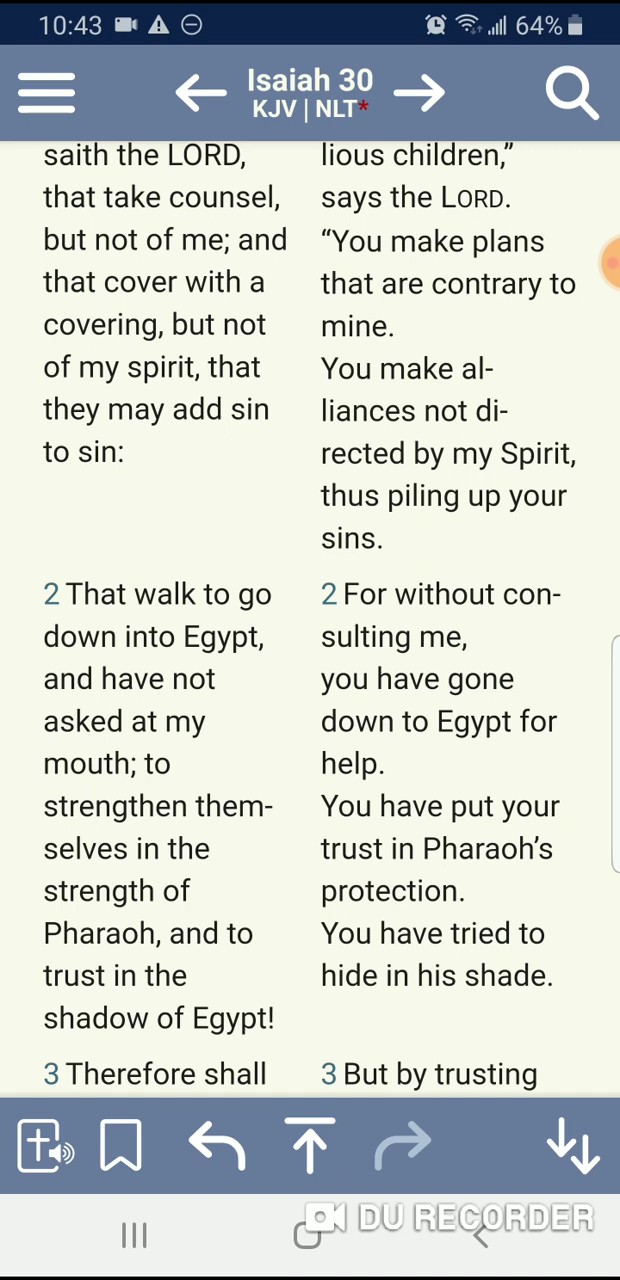 10:43
64%
Isaiah 30
KJV | NLT*
saith the LORD,
that take counsel,
but not of me; and
that cover with a
covering, but not
of my spirit, that
they may add sin
to sin:
lious children,”
says the LORD.
“You make plans
that are contrary to
mine.
You make al-
liances not di-
rected by my Spirit,
thus piling up your
sins.
2 That walk to go
down into Egypt,
and have not
asked at my
mouth; to
strengthen them-
selves in the
strength of
Pharaoh, and to
trust in the
shadow of Egypt!
2 For without con-
sulting me,
you have gone
down to Egypt for
help.
You have put your
trust in Pharaoh’s
protection.
You have tried to
hide in his shade.
3 Therefore shall
3 But by trusting
DU RECORDER